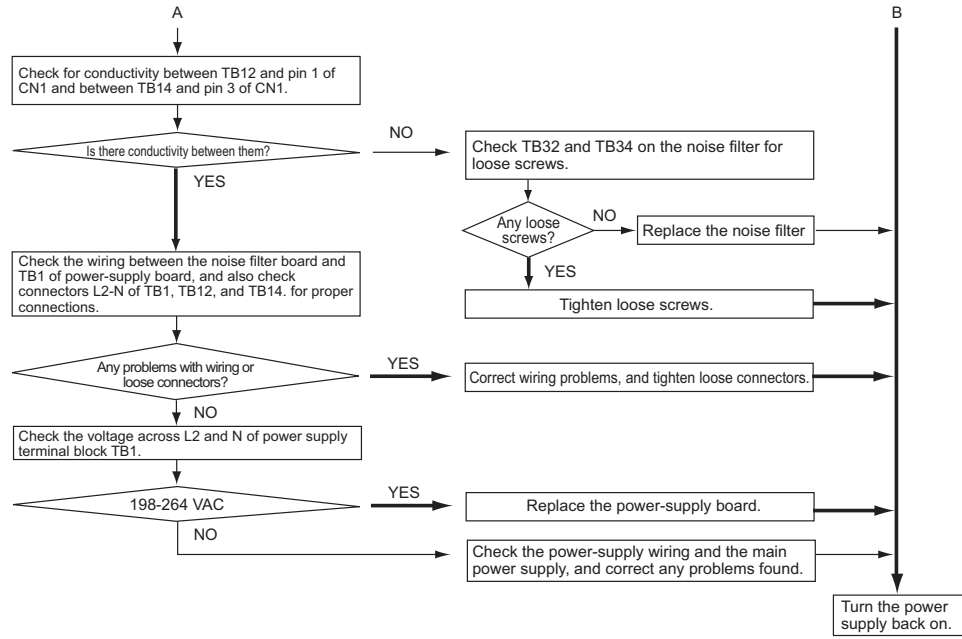 A
B
Check for conductivity between TB12 and pin 1 of
CN1 and between TB14 and pin 3 of CN1.
Is there conductivity between them?
NO
YES
Check TB32 and TB34 on the noise filter for
loose screws.
Any loose
screws?
NO
Replace the noise filter
YES
Tighten loose screws.
Check the wiring between the noise filter board and
TB1 of power-supply board, and also check
connectors L2-N of TB1, TB12, and TB14. for proper
connections.
Any problems with wiring or
loose connectors?
YES
Correct wiring problems, and tighten loose connectors.
NO
Check the voltage across L2 and N of power supply
terminal block TB1.
198-264 VAC
YES
Replace the power-supply board.
NO
Check the power-supply wiring and the main
power supply, and correct any problems found.
Turn the power
supply back on.